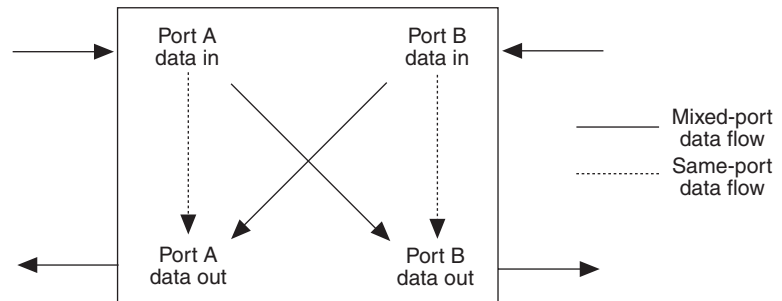 Port A
data in
Port B
data in
Mixed-port
data flow
Same-port
data flow
Port A
data out
Port B
data out